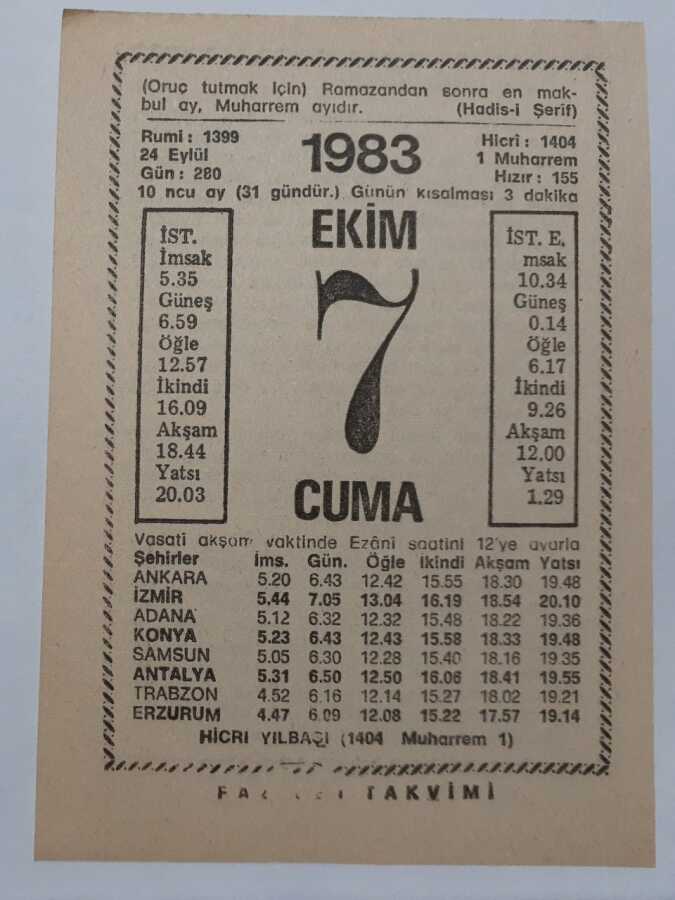 (Oruç tutmak için) Ramazandan sonra en mak-
bul ay, Muharrem ayıdır. (Hadis-i Şerif)
Rumi : 1399 1983 Hicrî : 1404
24 Eylül 1 Muharrem
Gün : 280 Hızır : 155
10 ncu ay (31 gündür.) Günün kısalması 3 dakika
EKİM
7
CUMA
İST.
İmsak
5.35
Güneş
6.59
Öğle
12.57
İkindi
16.09
Akşam
18.44
Yatsı
20.03
İST. E.
msak
10.34
Güneş
0.14
Öğle
6.17
İkindi
9.26
Akşam
12.00
Yatsı
1.29
Vasatî akşam vaktinde Ezânî saatini 12'ye ayarla
Şehirler İms. Gün. Öğle İkindi Akşam Yatsı
ANKARA 5.20 6.43 12.42 15.55 18.30 19.48
İZMİR 5.44 7.05 13.04 16.19 18.54 20.10
ADANA 5.12 6.32 12.32 15.48 18.22 19.36
KONYA 5.23 6.43 12.43 15.58 18.33 19.48
SAMSUN 5.05 6.30 12.28 15.40 18.16 19.35
ANTALYA 5.31 6.50 12.50 16.06 18.41 19.55
TRABZON 4.52 6.16 12.14 15.27 18.02 19.21
ERZURUM 4.47 6.09 12.08 15.22 17.57 19.14
HİCRI YILBAŞI (1404 Muharrem 1)
TAKVİMİ